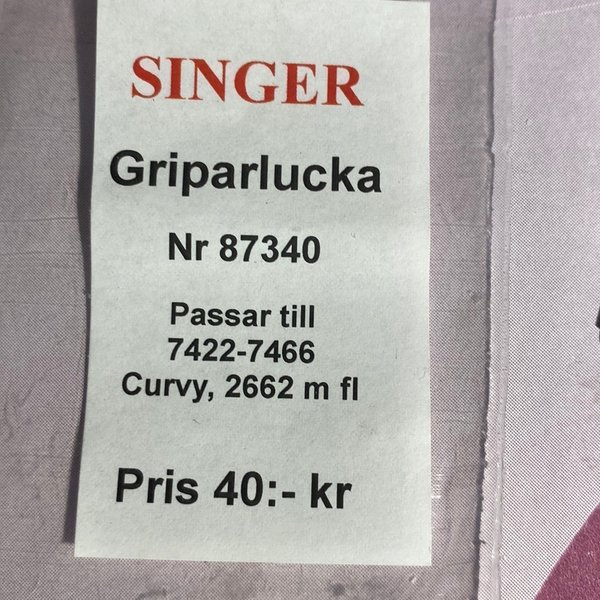 SINGER
Griparlucka
Nr 87340
Passar till
7422-7466
Curvy, 2662 m fl
Pris 40:- kr